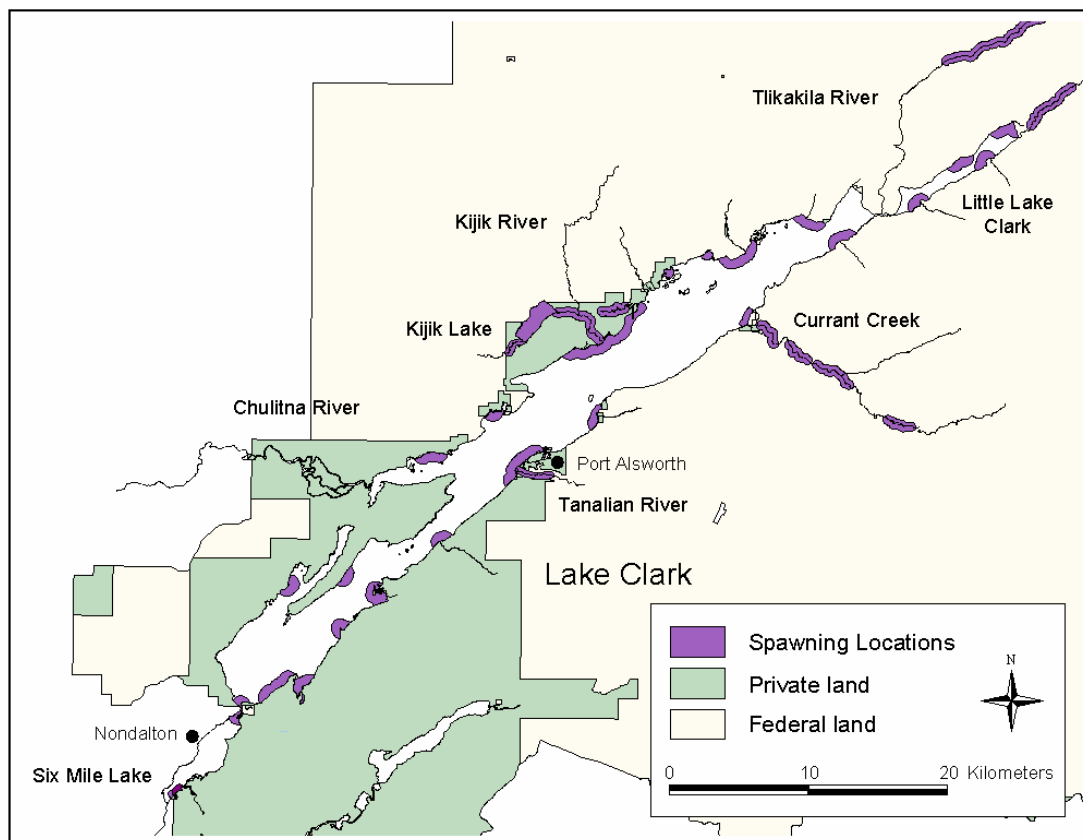 Tlikakila River
Little Lake
Clark
Kijik River
Kijik Lake
Currant Creek
Chulitna River
Port Alsworth
Tanalian River
Lake Clark
Nondalton
Six Mile Lake
Spawning Locations
Private land
Federal land
N
0 10 20 Kilometers